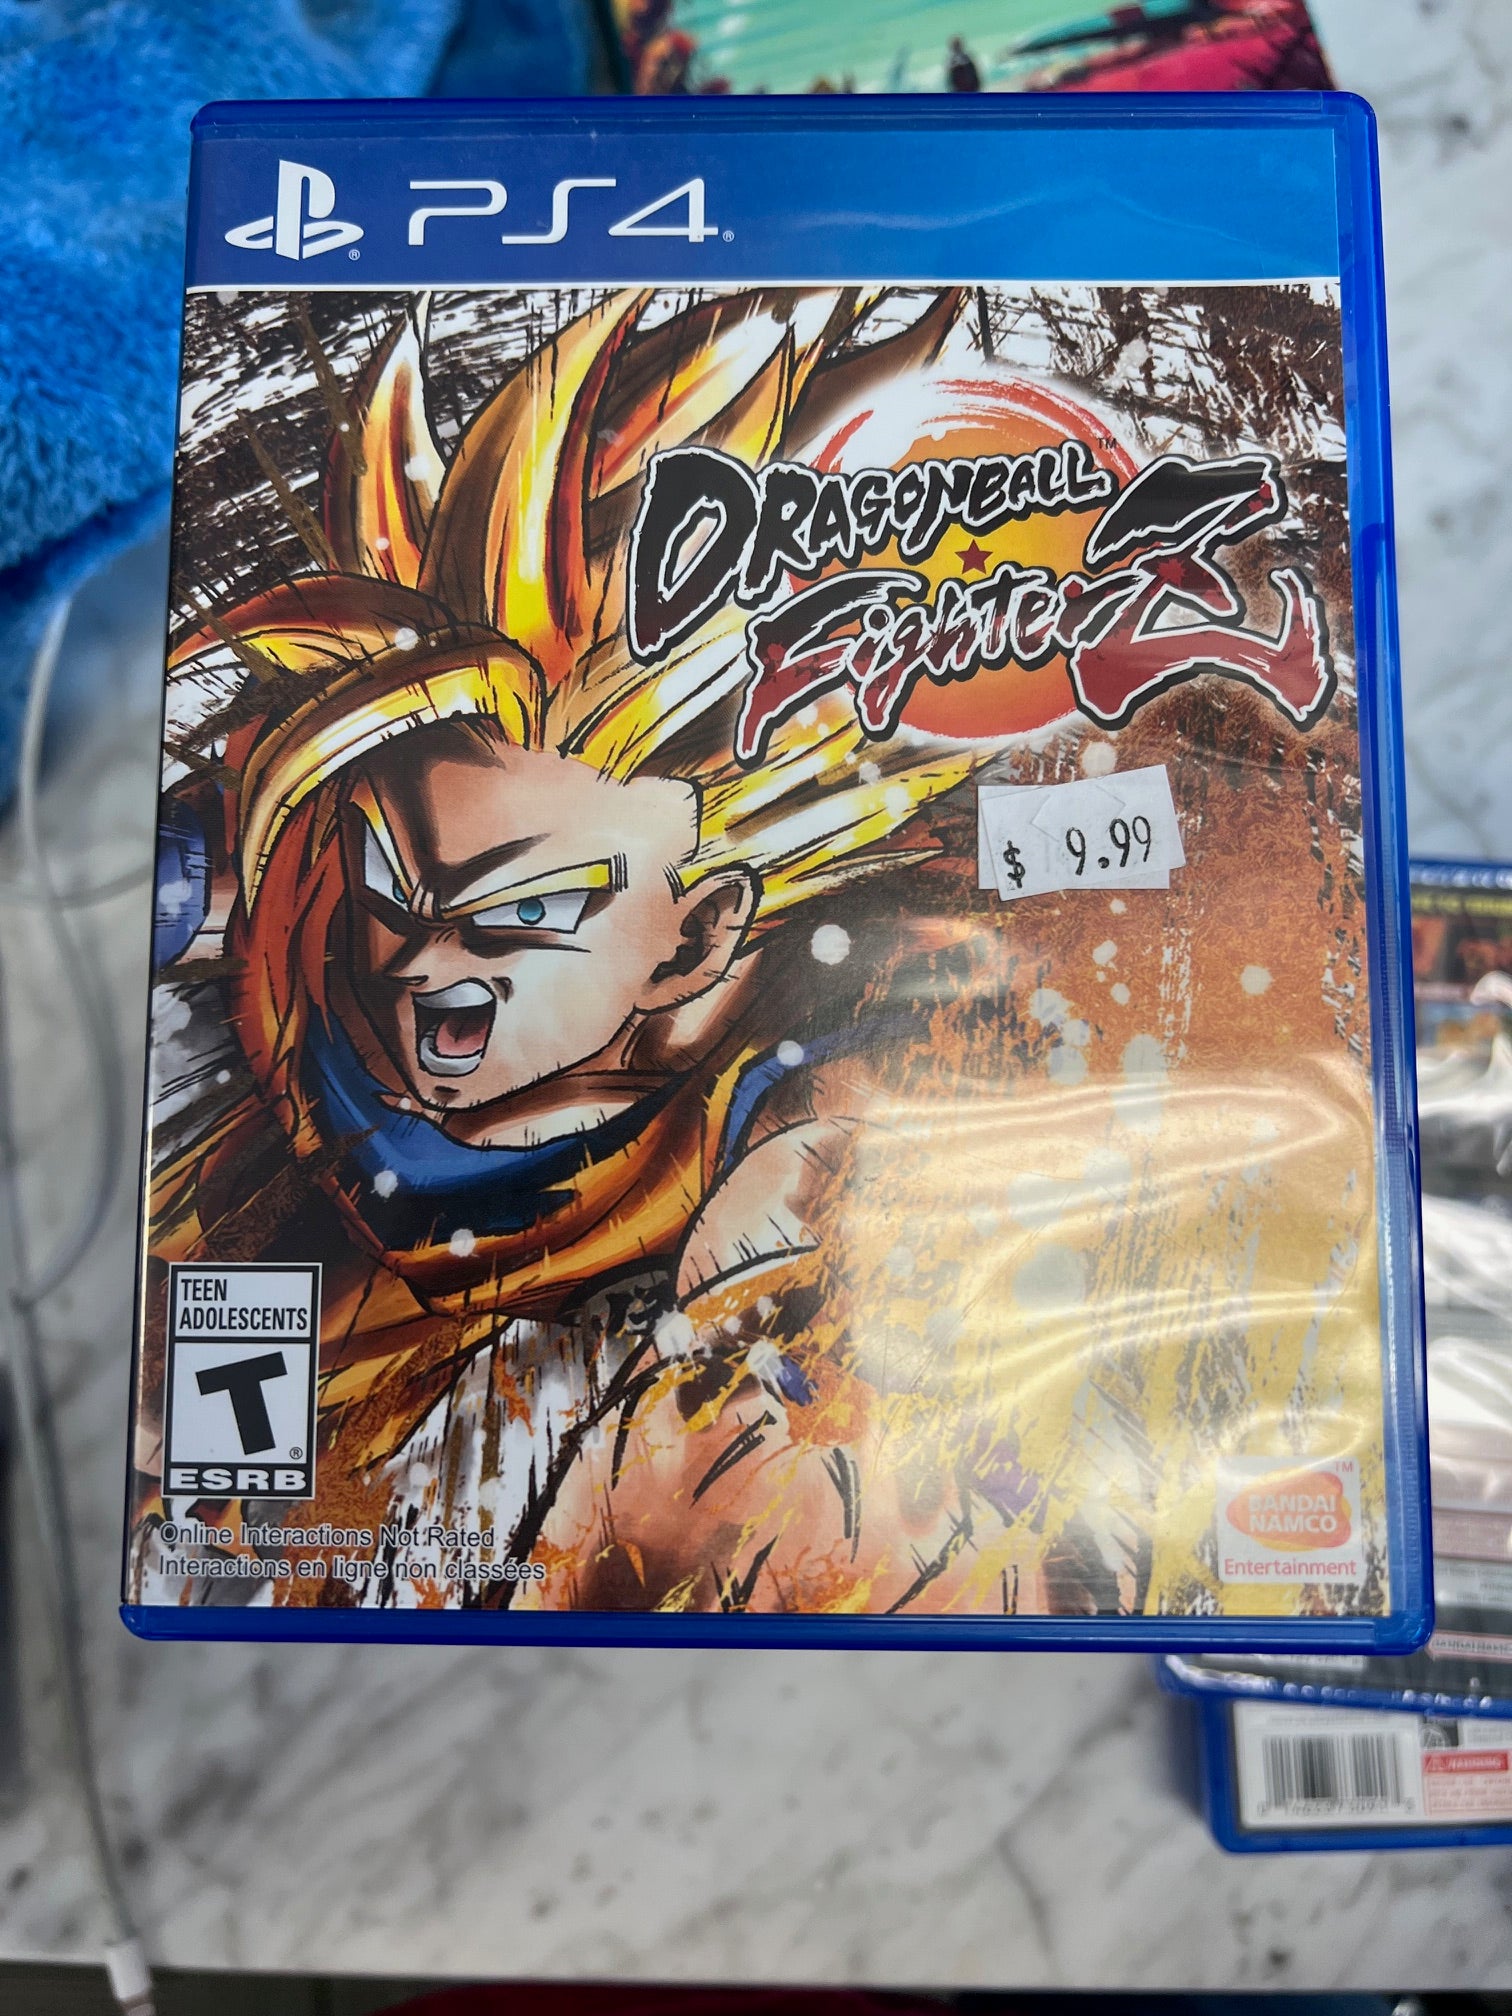 PS4
DRAGONBALL
FighterZ
$ 9.99
TEEN
ADOLESCENTS
T
ESRB
Online Interactions Not Rated
Interactions en ligne non classées
BANDAI
NAMCO
Entertainment
WARNING